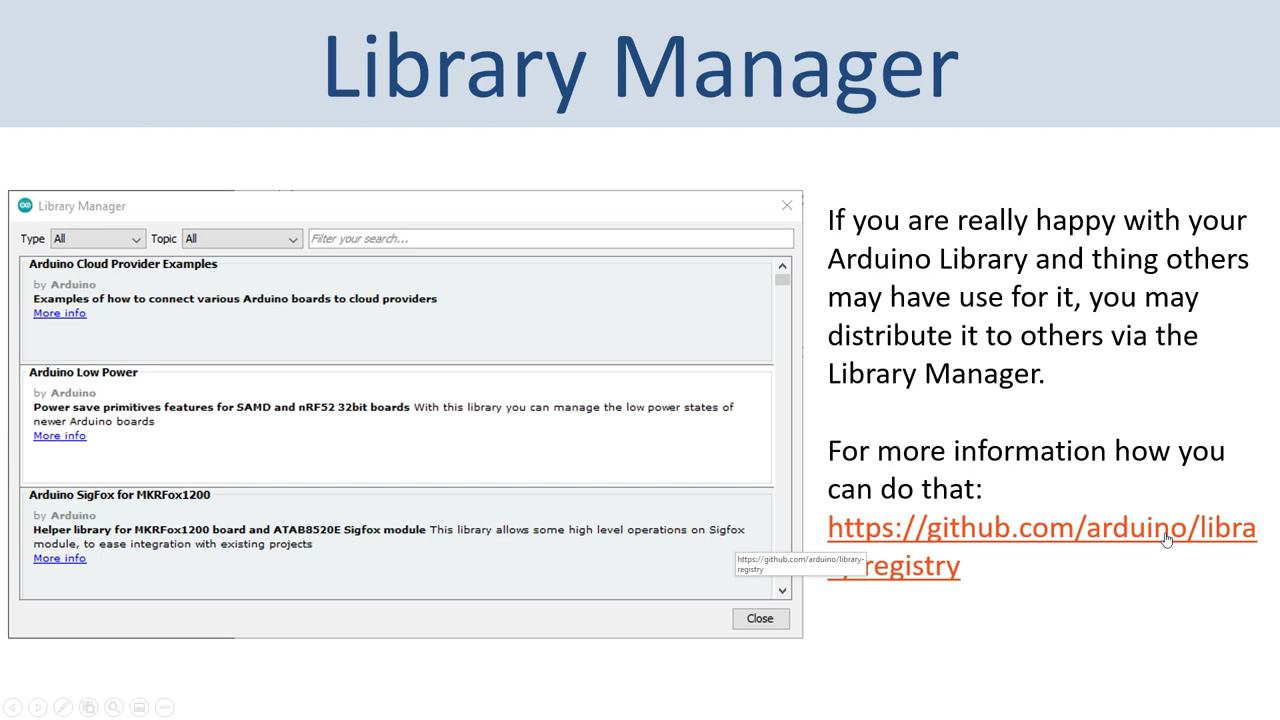 Library Manager
Library Manager
Type All Topic All Filter your search...
Arduino Cloud Provider Examples
by Arduino
Examples of how to connect various Arduino boards to cloud providers
More info
Arduino Low Power
by Arduino
Power save primitives features for SAMD and nRF52 32bit boards With this library you can manage the low power states of
newer Arduino boards
More info
Arduino SigFox for MKRFox1200
by Arduino
Helper library for MKRFox1200 board and ATAB8520E Sigfox module This library allows some high level operations on Sigfox
module, to ease integration with existing projects
More info
Close
If you are really happy with your
Arduino Library and thing others
may have use for it, you may
distribute it to others via the
Library Manager.
For more information how you
can do that:
https://github.com/arduino/libra
ry-registry
https://github.com/arduino/library-
registry